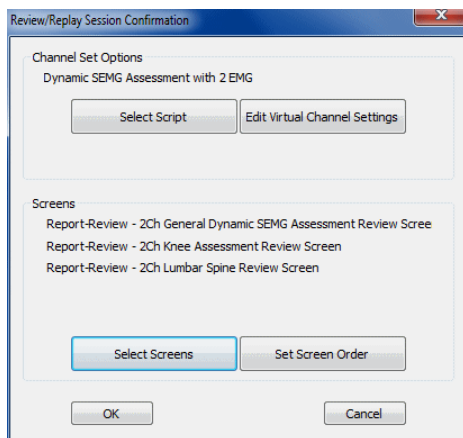 Review/Replay Session Confirmation
Channel Set Options
Dynamic SEMG Assessment with 2 EMG
Select Script
Edit Virtual Channel Settings
Screens
Report-Review - 2Ch General Dynamic SEMG Assessment Review Scree
Report-Review - 2Ch Knee Assessment Review Screen
Report-Review - 2Ch Lumbar Spine Review Screen
Select Screens
Set Screen Order
OK
Cancel